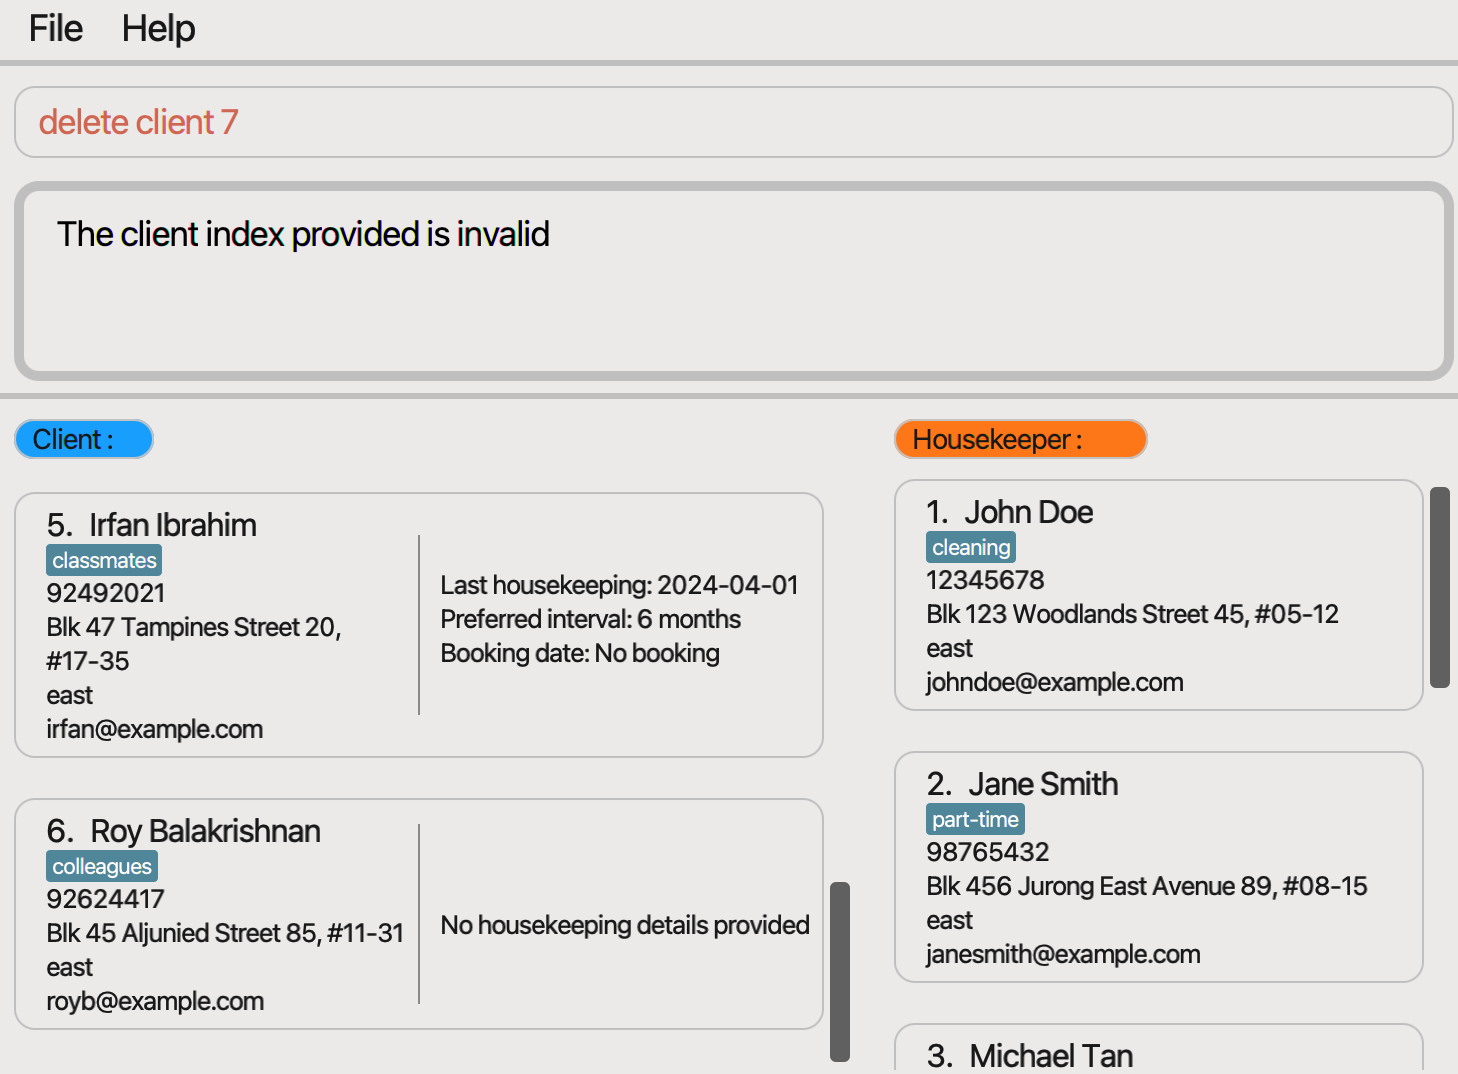 File Help
delete client 7
The client index provided is invalid
Client :
5. Irfan Ibrahim
classmates
92492021
Blk 47 Tampines Street 20,
#17-35
east
irfan@example.com
Last housekeeping: 2024-04-01
Preferred interval: 6 months
Booking date: No booking
6. Roy Balakrishnan
colleagues
92624417
Blk 45 Aljunied Street 85, #11-31
east
royb@example.com
No housekeeping details provided
Housekeeper :
1. John Doe
cleaning
12345678
Blk 123 Woodlands Street 45, #05-12
east
johndoe@example.com
2. Jane Smith
part-time
98765432
Blk 456 Jurong East Avenue 89, #08-15
east
janesmith@example.com
3. Michael Tan